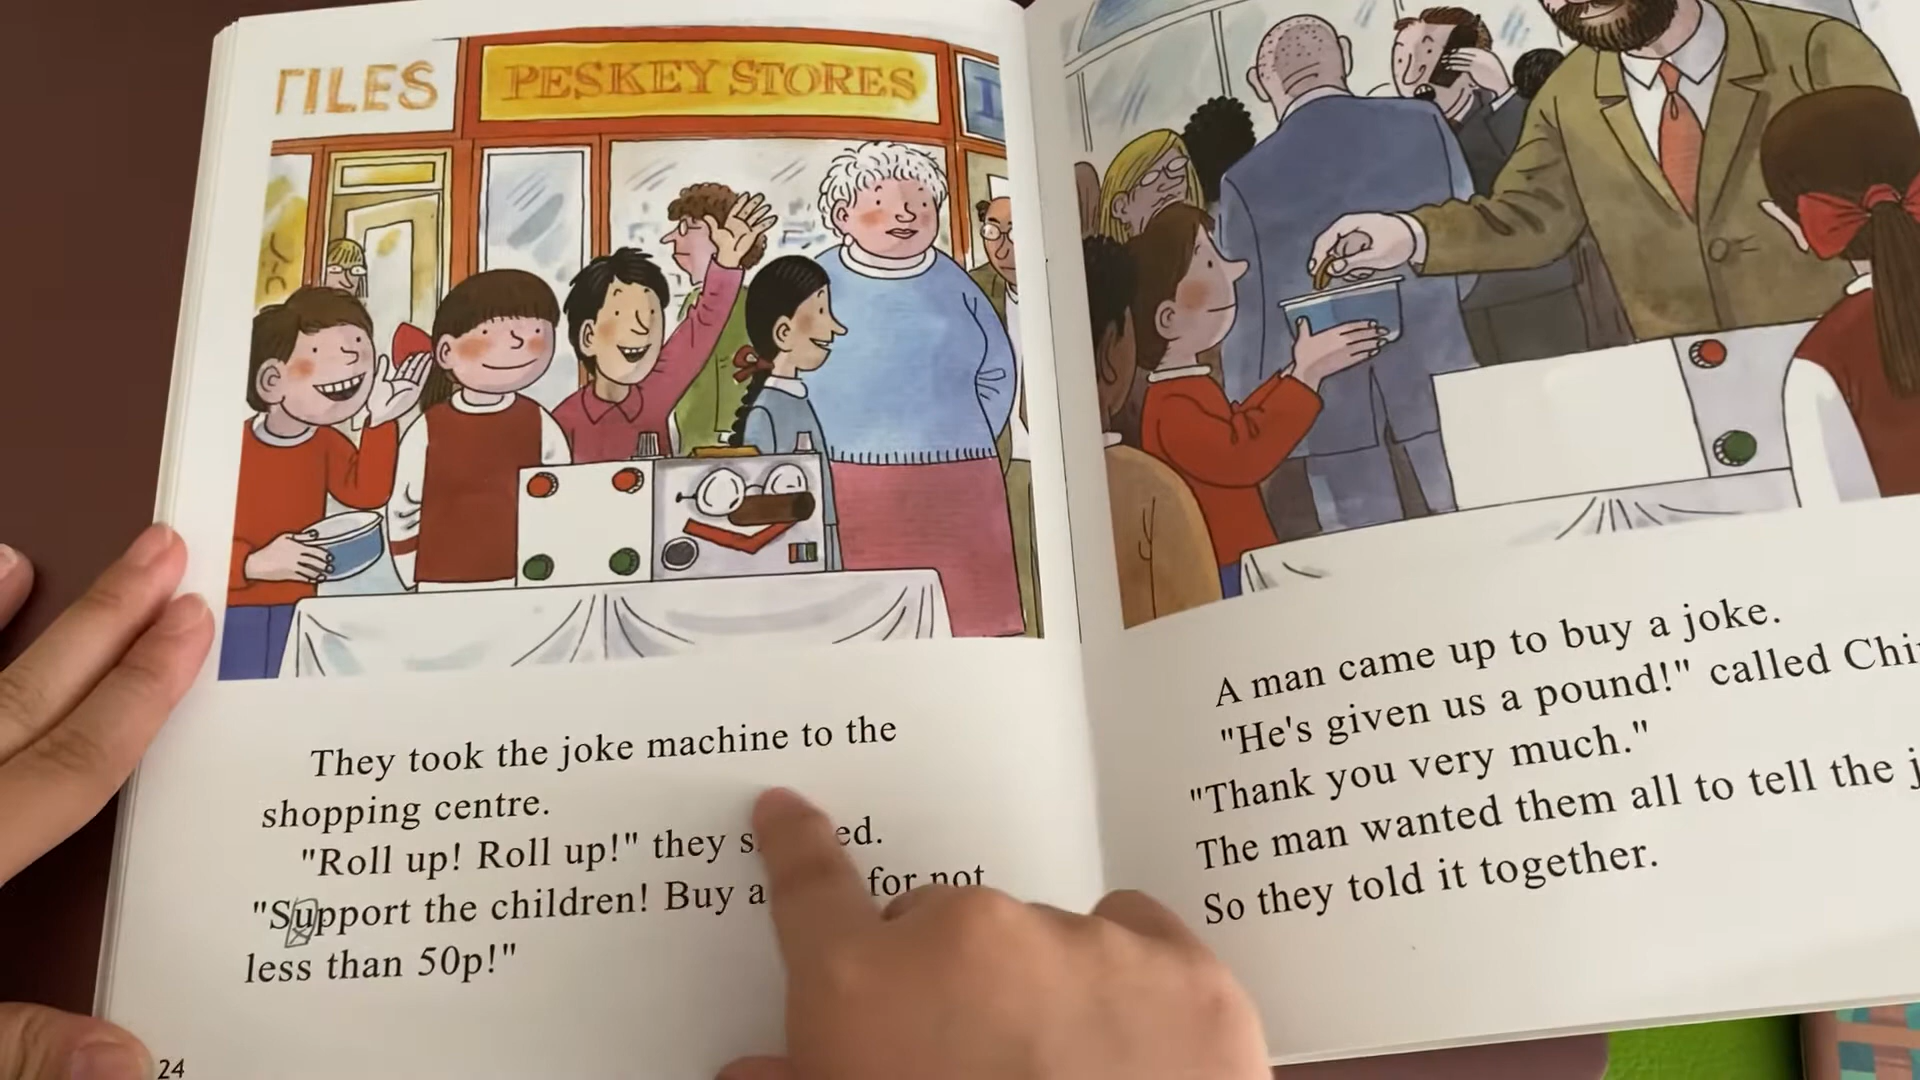 TILES
PESKEY STORES
They took the joke machine to the
shopping centre.
"Roll up! Roll up!" they
"Support the children! Buy a for not
less than 50p!"
24
A man came up to buy a joke.
"He's given us a pound!" called
"Thank you very much."
The man wanted them all to tell the
So they told it together.